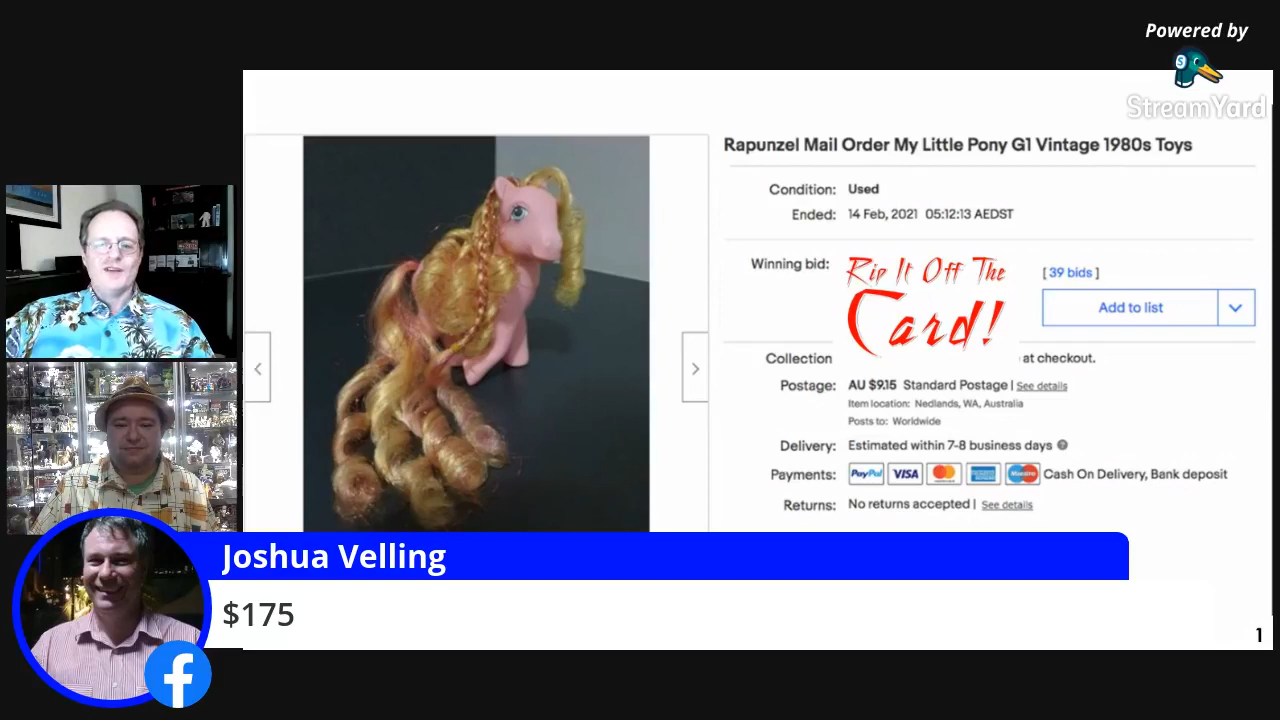 Powered by
StreamYard
Rapunzel Mail Order My Little Pony G1 Vintage 1980s Toys
Condition: Used
Ended: 14 Feb, 2021 05:12:13 AEDST
Winning bid: Rip It Off The Card! [ 39 bids ]
Add to list
Collection at checkout.
Postage: AU $9.15 Standard Postage | See details
Item location: Nedlands, WA, Australia
Posts to: Worldwide
Delivery: Estimated within 7-8 business days
Payments: PayPal VISA Maestro Cash On Delivery, Bank deposit
Returns: No returns accepted | See details
Joshua Velling
$175
1